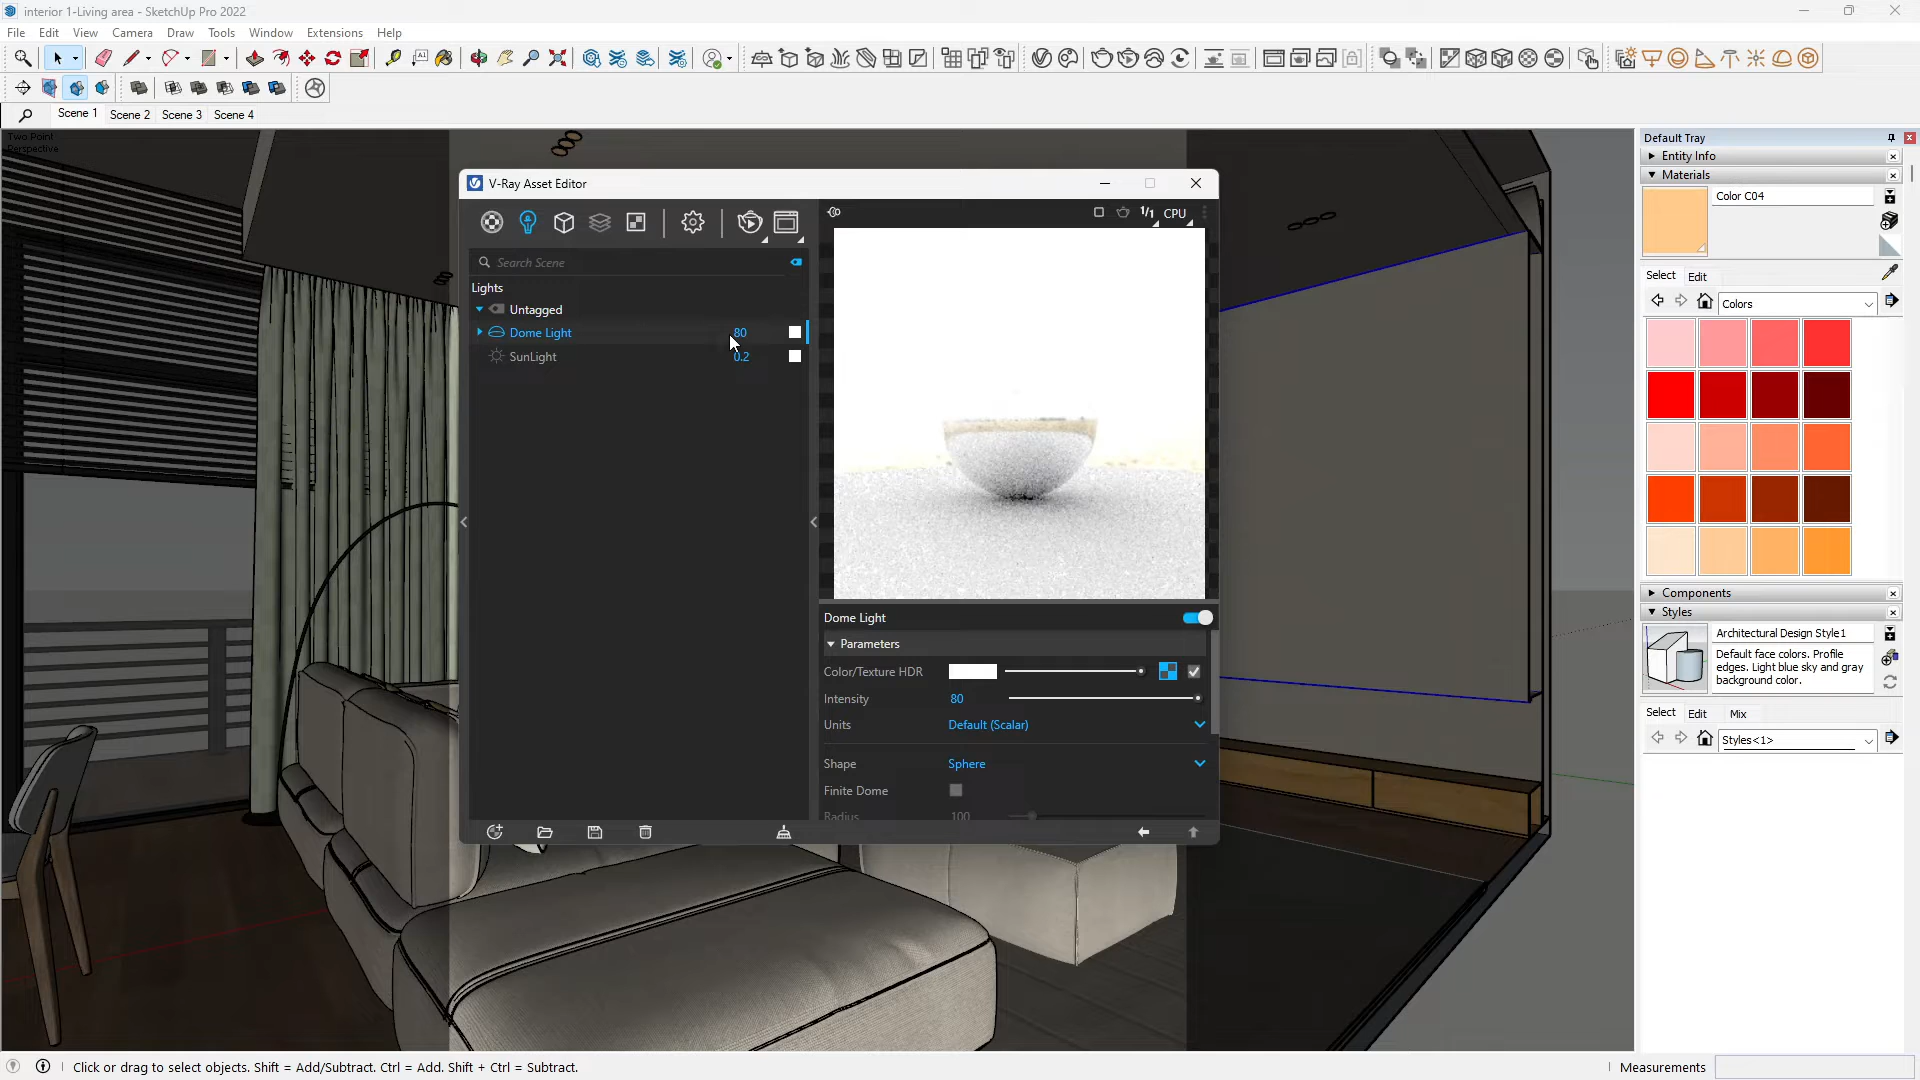 interior 1-Living area - SketchUp Pro 2022
File Edit View Camera Draw Tools Window Extensions Help
Scene 1 Scene 2 Scene 3 Scene 4
Two Point
Perspective
V-Ray Asset Editor
1/1 CPU
Search Scene
Lights
Untagged
Dome Light 80
SunLight 0.2
Dome Light
Parameters
Color/Texture HDR
Intensity 80
Units Default (Scalar)
Shape Sphere
Finite Dome
Radius 100
Default Tray
Entity Info
Materials
Color C04
Select Edit
Colors
Components
Styles
Architectural Design Style1
Default face colors. Profile
edges. Light blue sky and gray
background color.
Select Edit Mix
Styles<1>
Click or drag to select objects. Shift = Add/Subtract. Ctrl = Add. Shift + Ctrl = Subtract.
Measurements